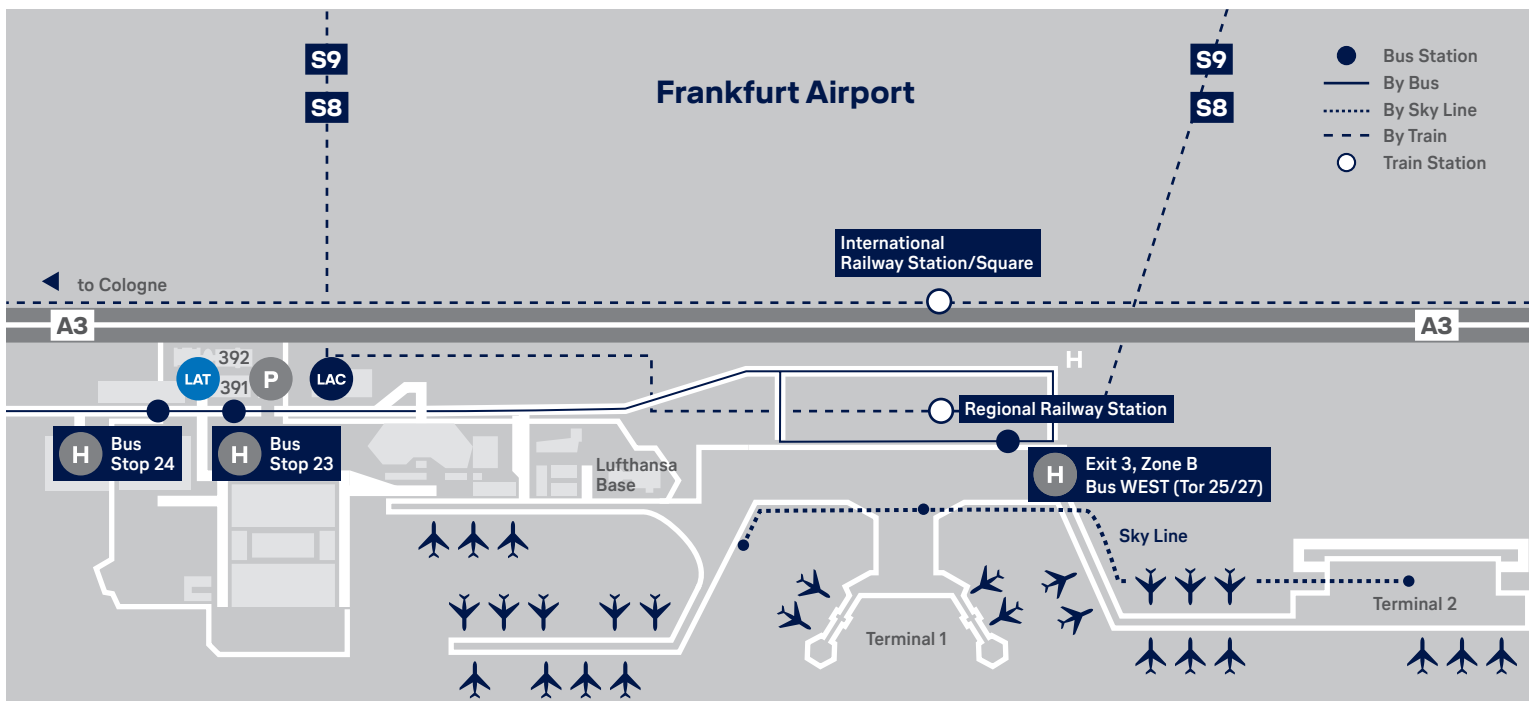 S9
S8
Frankfurt Airport
S9
S8
Bus Station
By Bus
By Sky Line
By Train
Train Station
International
Railway Station/Square
to Cologne
A3
A3
H
392
LAT
391
P
LAC
Regional Railway Station
H
Bus
Stop 24
H
Bus
Stop 23
Lufthansa
Base
H
Exit 3, Zone B
Bus WEST (Tor 25/27)
Sky Line
Terminal 2
Terminal 1